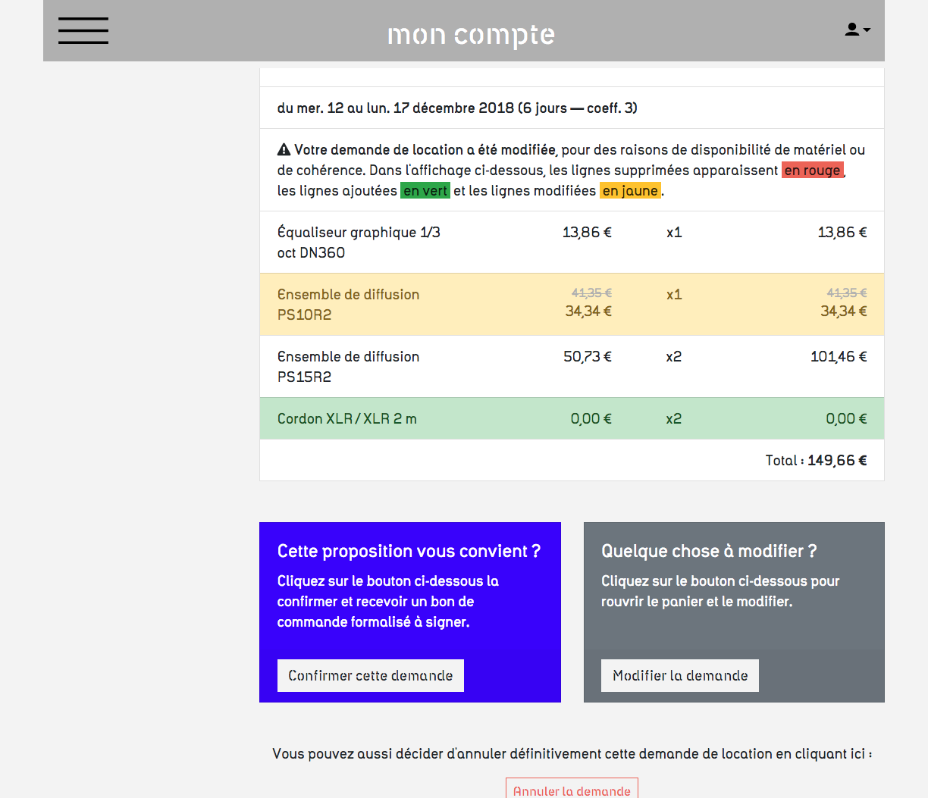 mon compte
du mer. 12 au lun. 17 décembre 2018 (6 jours — coeff. 3)
Votre demande de location a été modifiée, pour des raisons de disponibilité de matériel ou
de cohérence. Dans l'affichage ci-dessous, les lignes supprimées apparaissent en rouge,
les lignes ajoutées en vert et les lignes modifiées en jaune.
Équaliseur graphique 1/3 13,86 € x1 13,86 €
oct DN360
Ensemble de diffusion 41,35 € x1 41,35 €
PS10R2 34,34 € 34,34 €
Ensemble de diffusion 50,73 € x2 101,46 €
PS15R2
Cordon XLR / XLR 2 m 0,00 € x2 0,00 €
Total : 149,66 €
Cette proposition vous convient ?
Cliquez sur le bouton ci-dessous la
confirmer et recevoir un bon de
commande formalisé à signer.
Confirmer cette demande
Quelque chose à modifier ?
Cliquez sur le bouton ci-dessous pour
rouvrir le panier et le modifier.
Modifier la demande
Vous pouvez aussi décider d'annuler définitivement cette demande de location en cliquant ici :
Annuler la demande